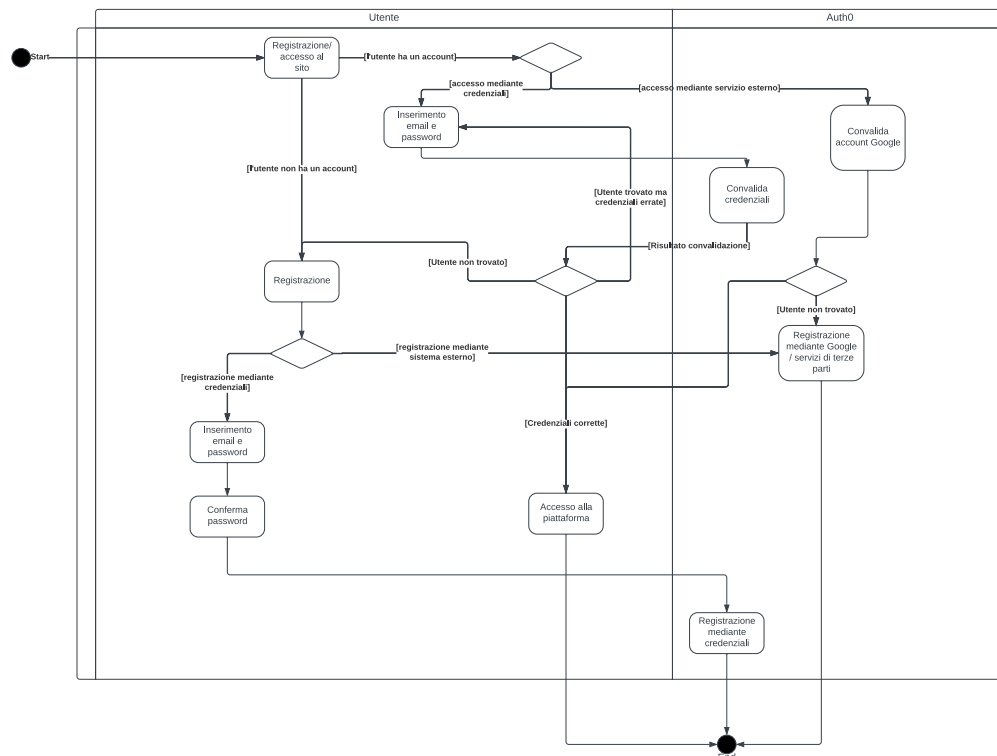 Utente
Auth0
Start
Registrazione/
accesso al
sito
[l'utente ha un account]
[accesso mediante
credenziali]
[accesso mediante servizio esterno]
Inserimento
email e
password
Convalida
account Google
[l'utente non ha un account]
Convalida
credenziali
[Utente trovato ma
credenziali errate]
[Risultato convalidazione]
[Utente non trovato]
Registrazione
[Utente non trovato]
Registrazione
mediante Google
/ servizi di terze
parti
[registrazione mediante
sistema esterno]
[registrazione mediante
credenziali]
[Credenziali corrette]
Inserimento
email e
password
Conferma
password
Accesso alla
piattaforma
Registrazione
mediante
credenziali